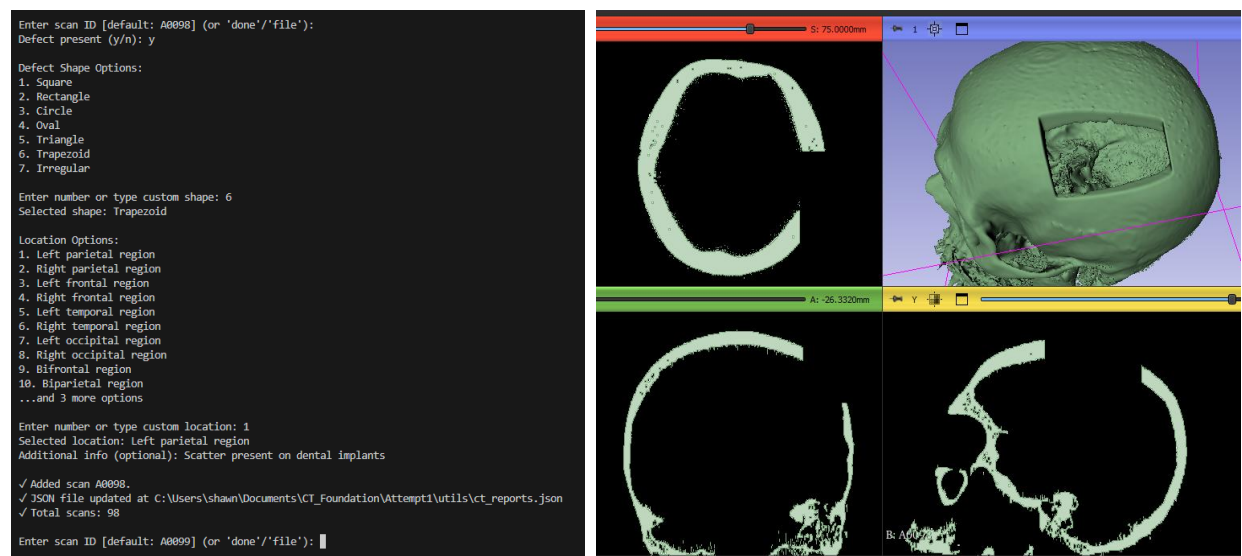 Enter scan ID [default: A0098] (or 'done'/'file'):
Defect present (y/n): y
Defect Shape Options:
1. Square
2. Rectangle
3. Circle
4. Oval
5. Triangle
6. Trapezoid
7. Irregular
Enter number or type custom shape: 6
Selected shape: Trapezoid
Location Options:
1. Left parietal region
2. Right parietal region
3. Left frontal region
4. Right frontal region
5. Left temporal region
6. Right temporal region
7. Left occipital region
8. Right occipital region
9. Bifrontal region
10. Biparietal region
...and 3 more options
Enter number or type custom location: 1
Selected location: Left parietal region
Additional info (optional): Scatter present on dental implants
✓ Added scan A0098.
✓ JSON file updated at C:\Users\shawn\Documents\CT_Foundation\Attempt1\utils\ct_reports.json
✓ Total scans: 98
Enter scan ID [default: A0099] (or 'done'/'file'):
S: 75.0000mm
1
A: -26.3320mm
Y
B: